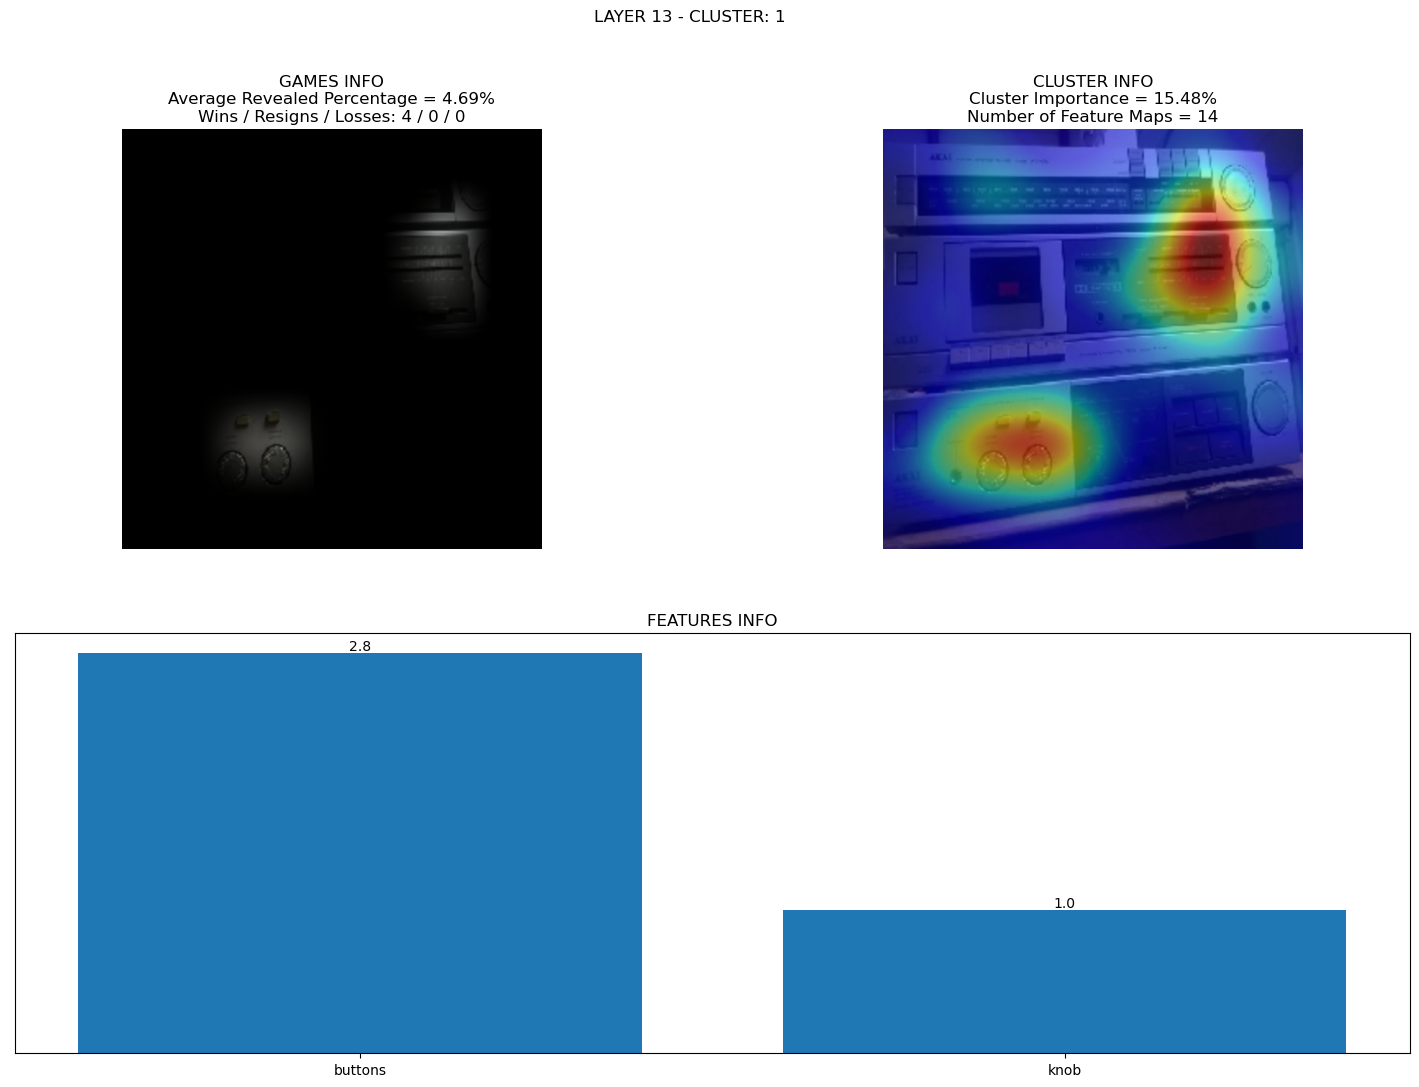 LAYER 13 - CLUSTER: 1
GAMES INFO
Average Revealed Percentage = 4.69%
Wins / Resigns / Losses: 4 / 0 / 0
CLUSTER INFO
Cluster Importance = 15.48%
Number of Feature Maps = 14
AKAI
FEATURES INFO
2.8
1.0
buttons
knob